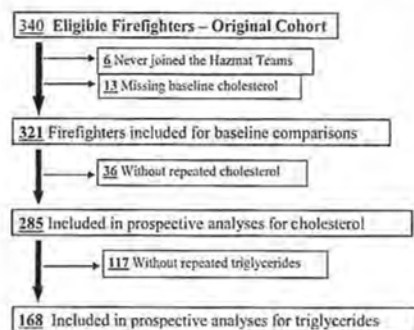 340 Eligible Firefighters – Original Cohort
6 Never joined the Hazmat Teams
13 Missing baseline cholesterol
321 Firefighters included for baseline comparisons
36 Without repeated cholesterol
285 Included in prospective analyses for cholesterol
117 Without repeated triglycerides
168 Included in prospective analyses for triglycerides